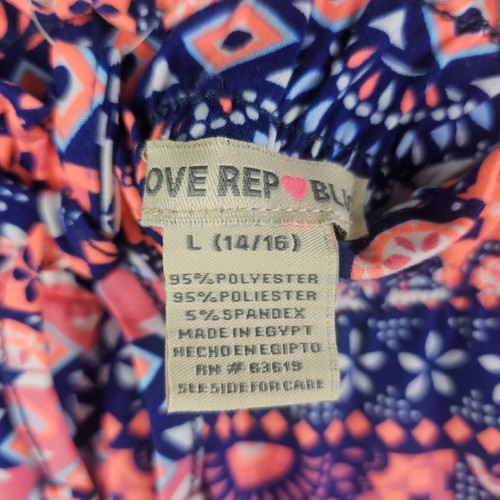 OVE REP♥BLI
L (14/16)
95% POLYESTER
95% POLIESTER
5% SPANDEX
MADE IN EGYPT
HECHO EN EGIPTO
RN # 63619
SEE SIDE FOR CARE